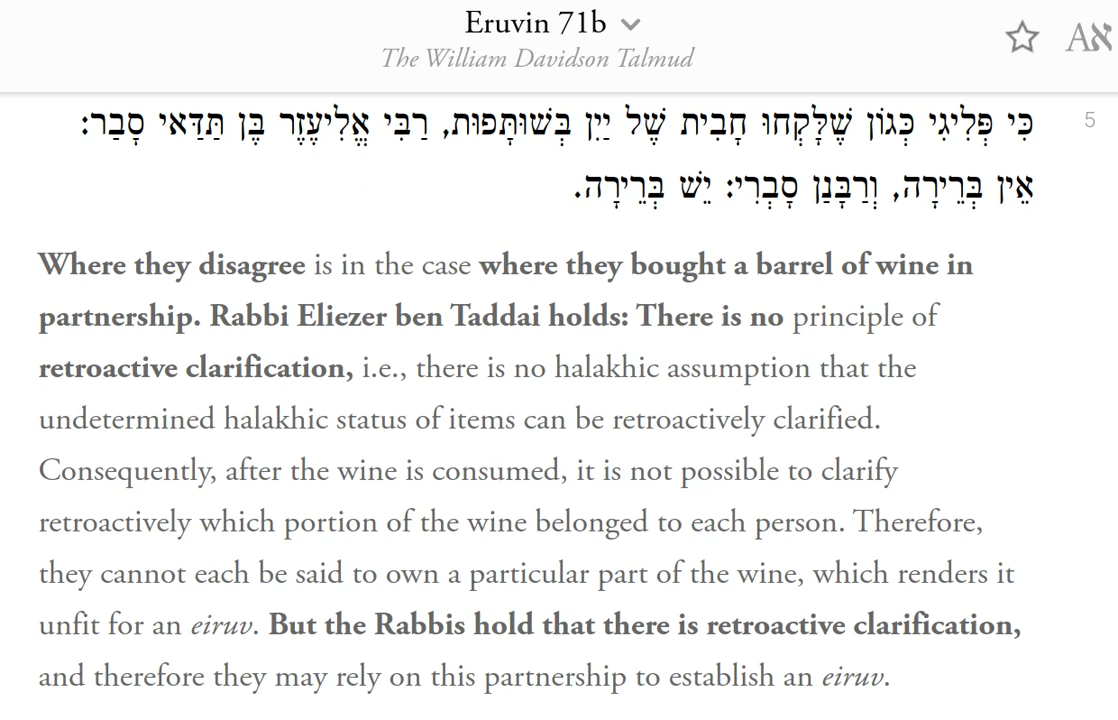 Eruvin 71b
The William Davidson Talmud
Aא
5
כִּי פְּלִיגִי כְּגוֹן שֶׁלָּקְחוּ חָבִית שֶׁל יַיִן בְּשׁוּתָּפוּת, רַבִּי אֱלִיעֶזֶר בֶּן תַּדַּאי סָבַר:
אֵין בְּרֵירָה, וְרַבָּנַן סָבְרִי: יֵשׁ בְּרֵירָה.
Where they disagree is in the case where they bought a barrel of wine in
partnership. Rabbi Eliezer ben Taddai holds: There is no principle of
retroactive clarification, i.e., there is no halakhic assumption that the
undetermined halakhic status of items can be retroactively clarified.
Consequently, after the wine is consumed, it is not possible to clarify
retroactively which portion of the wine belonged to each person. Therefore,
they cannot each be said to own a particular part of the wine, which renders it
unfit for an eiruv. But the Rabbis hold that there is retroactive clarification,
and therefore they may rely on this partnership to establish an eiruv.